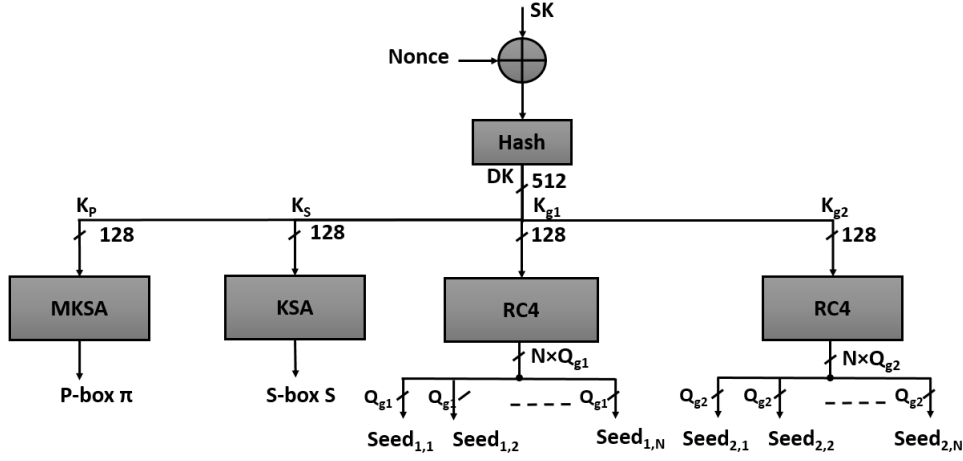 SK
Nonce
Hash
DK 512
K_P K_S K_g1 K_g2
128 128 128 128
MKSA KSA RC4 RC4
N×Q_g1 N×Q_g2
P-box π S-box S
Q_g1 Q_g1 Q_g1 Q_g2 Q_g2 Q_g2
Seed_1,1 Seed_1,2 Seed_1,N Seed_2,1 Seed_2,2 Seed_2,N